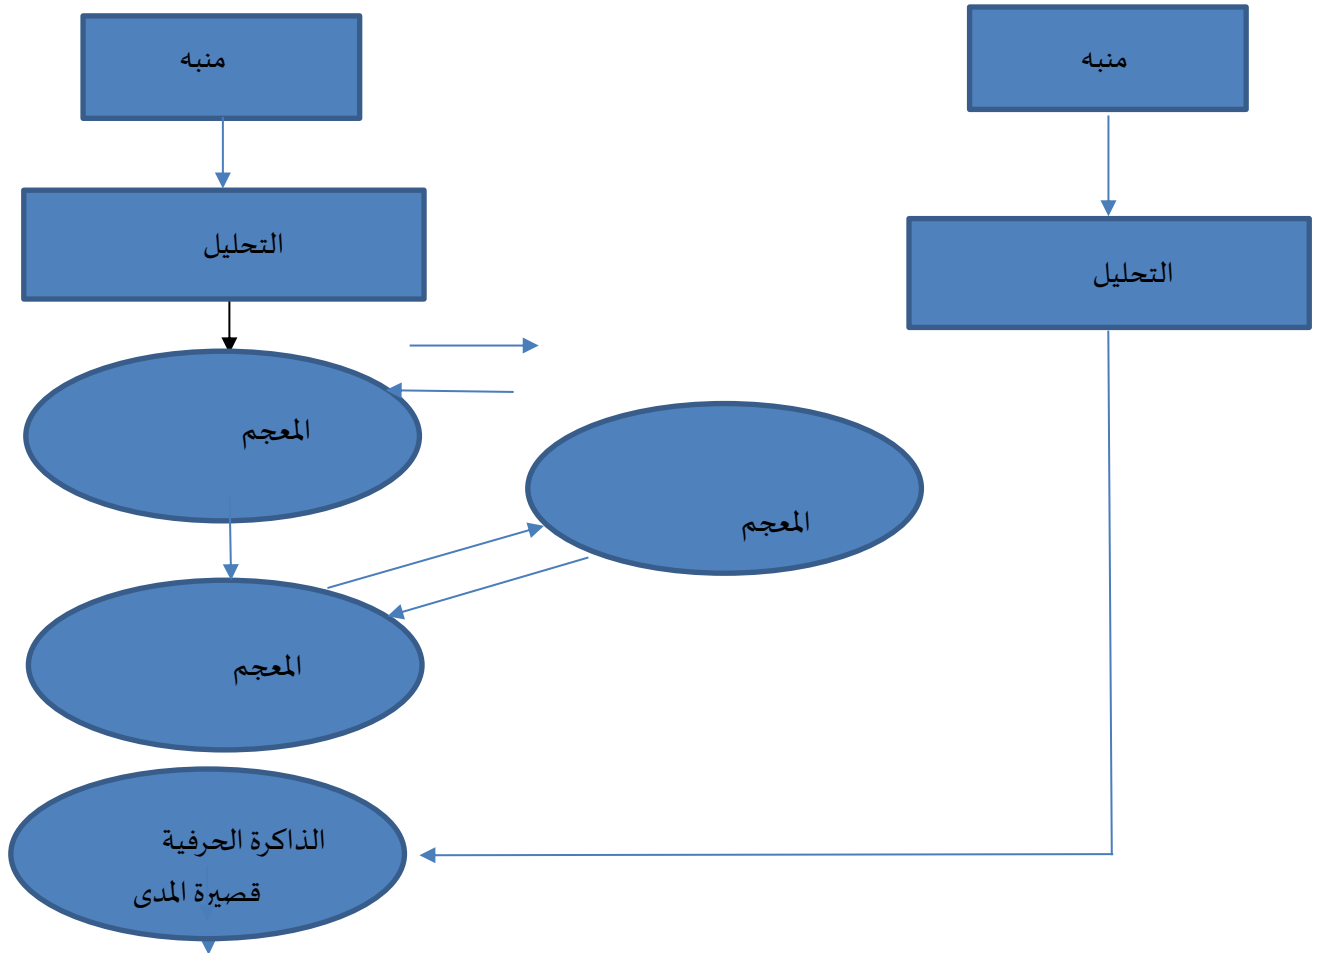 منبه
منبه
التحليل
التحليل
المعجم
المعجم
المعجم
الذاكرة الحرفية
قصيرة المدى